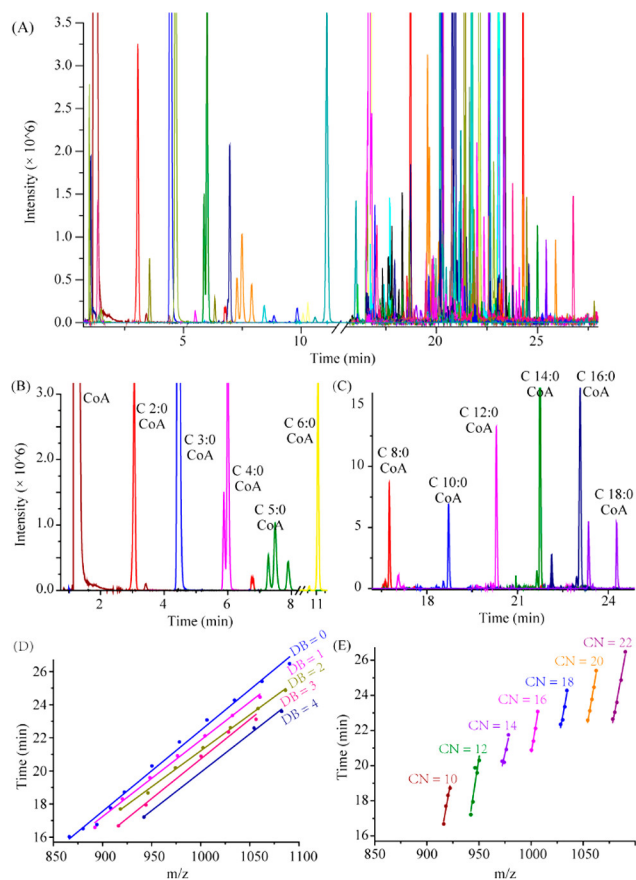 (A)
3.5
3.0
2.5
2.0
1.5
1.0
0.5
0.0
Intensity (× 10^6)
5 10 20 25
Time (min)
(B)
3.0
2.0
1.0
0.0
Intensity (× 10^6)
CoA
C 2:0
CoA
C 3:0
CoA
C 4:0
CoA
C 5:0
CoA
C 6:0
CoA
2 4 6 8 11
Time (min)
(C)
15
10
5
0
C 8:0
CoA
C 10:0
CoA
C 12:0
CoA
C 14:0
CoA
C 16:0
CoA
C 18:0
CoA
18 21 24
Time (min)
(D)
26
24
22
20
18
16
Time (min)
DB = 0
DB = 1
DB = 2
DB = 3
DB = 4
850 900 950 1000 1050 1100
m/z
(E)
26
24
22
20
18
16
Time (min)
CN = 10
CN = 12
CN = 14
CN = 16
CN = 18
CN = 20
CN = 22
850 900 950 1000 1050
m/z